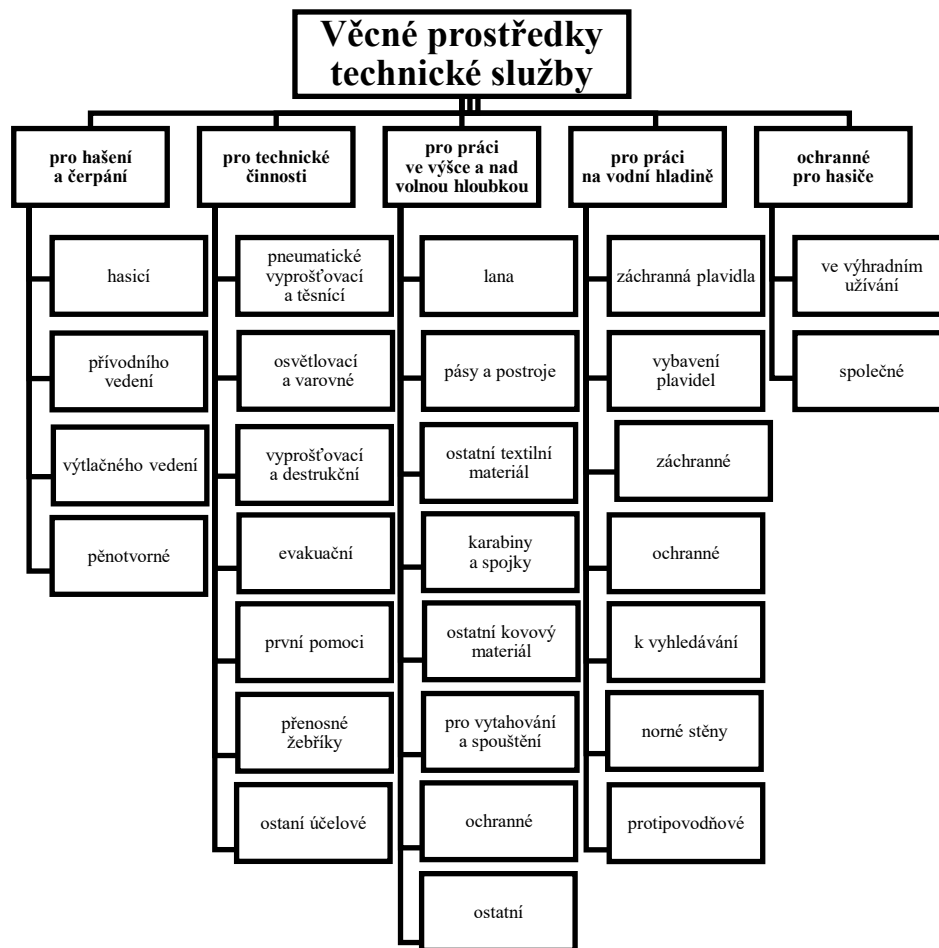 Věcné prostředky
technické služby
pro hašení
a čerpání
pro technické
činnosti
pro práci
ve výšce a nad
volnou hloubkou
pro práci
na vodní hladině
ochranné
pro hasiče
hasicí
přívodního
vedení
výtlačného vedení
pěnotvorné
pneumatické
vyprošťovací
a těsnící
osvětlovací
a varovné
vyprošťovací
a destrukční
evakuační
první pomoci
přenosné
žebříky
ostaní účelové
lana
pásy a postroje
ostatní textilní
materiál
karabiny
a spojky
ostatní kovový
materiál
pro vytahování
a spouštění
ochranné
ostatní
záchranná plavidla
vybavení
plavidel
záchranné
ochranné
k vyhledávání
norné stěny
protipovodňové
ve výhradním
užívání
společné